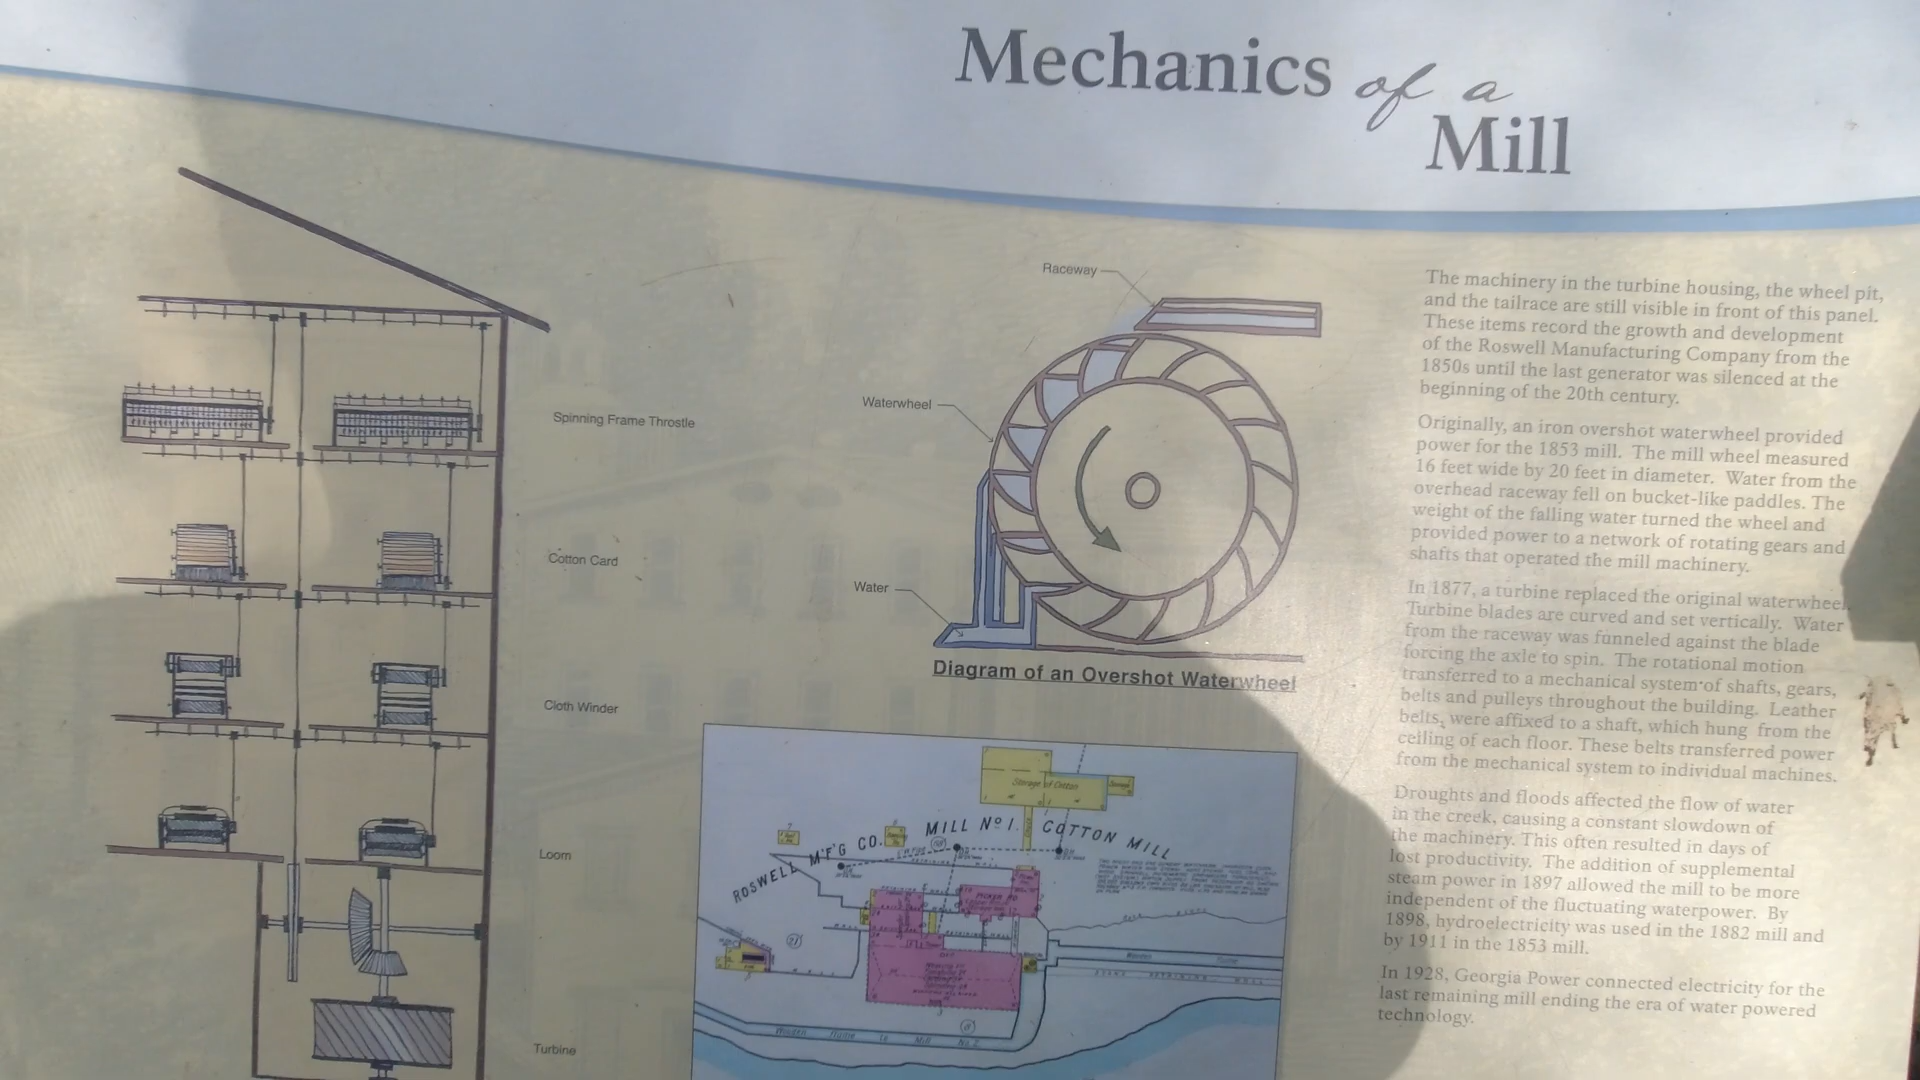 Mechanics of a
Mill
Raceway
Waterwheel
Water
Diagram of an Overshot Waterwheel
Spinning Frame Throstle
Cotton Card
Cloth Winder
Loom
Turbine
Storage of Cotton
ROSWELL M'F'G CO. MILL No 1. COTTON MILL
PICKER
Wooden Flume
Wooden Flume to Mill No 2
The machinery in the turbine housing, the wheel pit,
and the tailrace are still visible in front of this panel.
These items record the growth and development
of the Roswell Manufacturing Company from the
1850s until the last generator was silenced at the
beginning of the 20th century.
Originally, an iron overshot waterwheel provided
power for the 1853 mill. The mill wheel measured
16 feet wide by 20 feet in diameter. Water from the
overhead raceway fell on bucket-like paddles. The
weight of the falling water turned the wheel and
provided power to a network of rotating gears and
shafts that operated the mill machinery.
In 1877, a turbine replaced the original waterwheel.
Turbine blades are curved and set vertically. Water
from the raceway was funneled against the blade
forcing the axle to spin. The rotational motion
transferred to a mechanical system of shafts, gears,
belts and pulleys throughout the building. Leather
belts, were affixed to a shaft, which hung from the
ceiling of each floor. These belts transferred power
from the mechanical system to individual machines.
Droughts and floods affected the flow of water
in the creek, causing a constant slowdown of
the machinery. This often resulted in days of
lost productivity. The addition of supplemental
steam power in 1897 allowed the mill to be more
independent of the fluctuating waterpower. By
1898, hydroelectricity was used in the 1882 mill and
by 1911 in the 1853 mill.
In 1928, Georgia Power connected electricity for the
last remaining mill ending the era of water powered
technology.